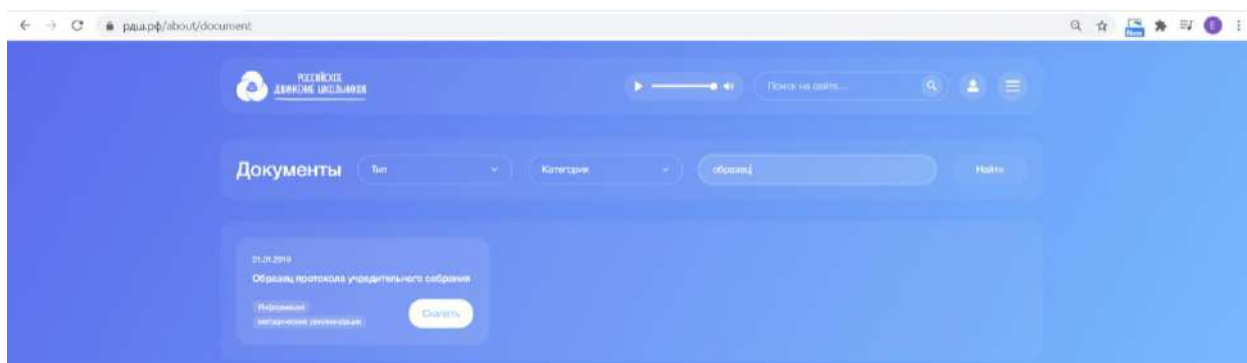 рдш.рф/about/document
New
E
РОССИЙСКОЕ
ДВИЖЕНИЕ ШКОЛЬНИКОВ
Поиск на сайте...
Документы Тип Категория образец Найти
01.01.2019
Образец протокола учредительного собрания
Информация
методические рекомендации
Скачать